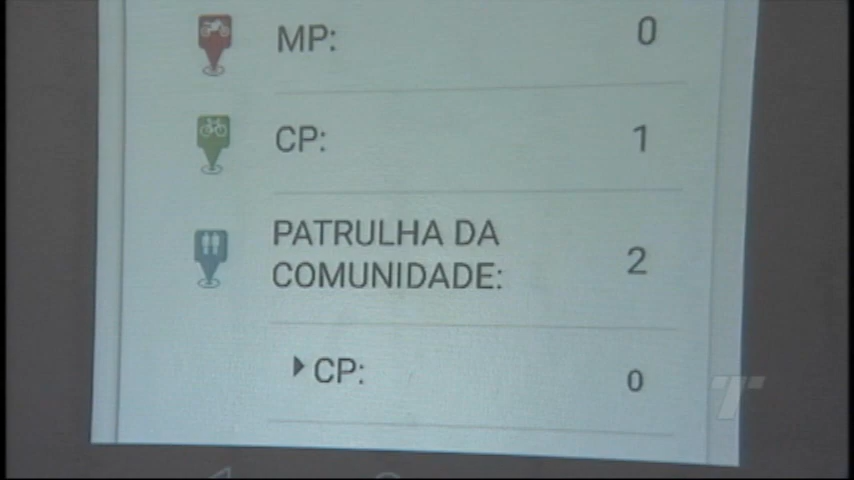 MP: 0
CP: 1
PATRULHA DA
COMUNIDADE: 2
CP: 0
T